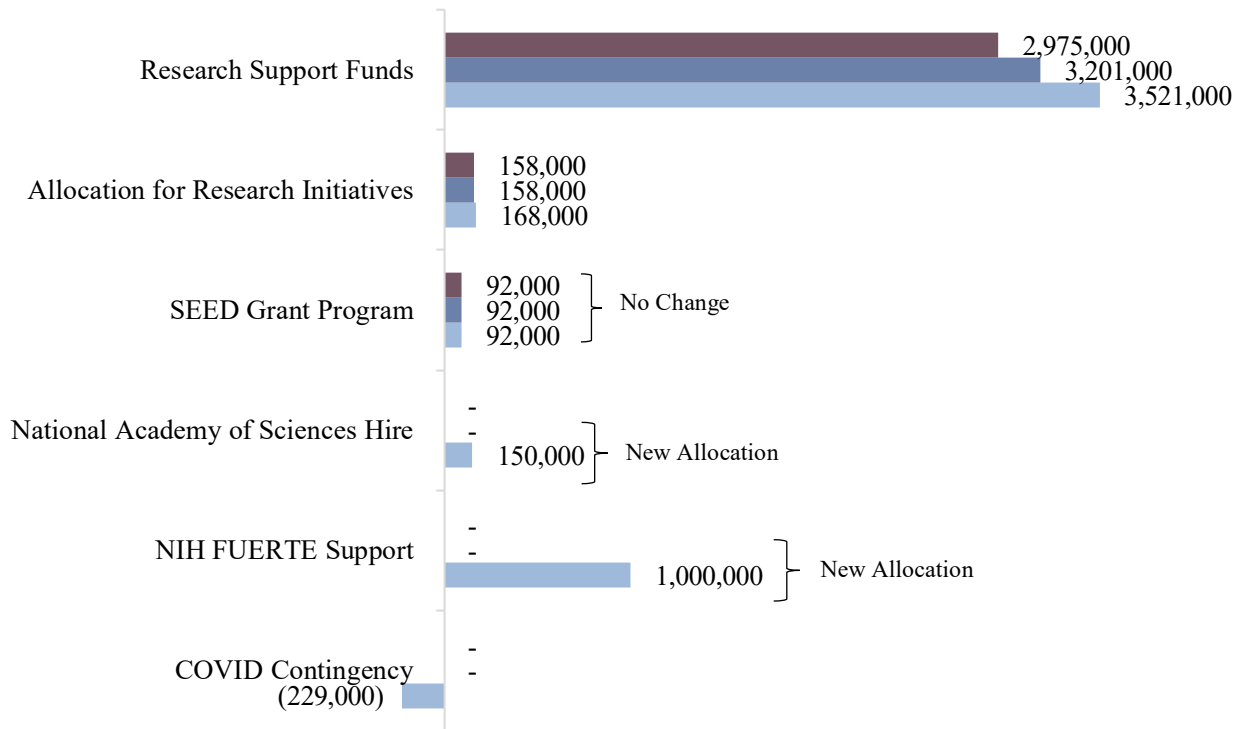 2,975,000
Research Support Funds
3,201,000
3,521,000
158,000
Allocation for Research Initiatives
158,000
168,000
92,000
SEED Grant Program
92,000
No Change
92,000
-
National Academy of Sciences Hire
-
150,000
New Allocation
-
NIH FUERTE Support
-
1,000,000
New Allocation
-
COVID Contingency
-
(229,000)